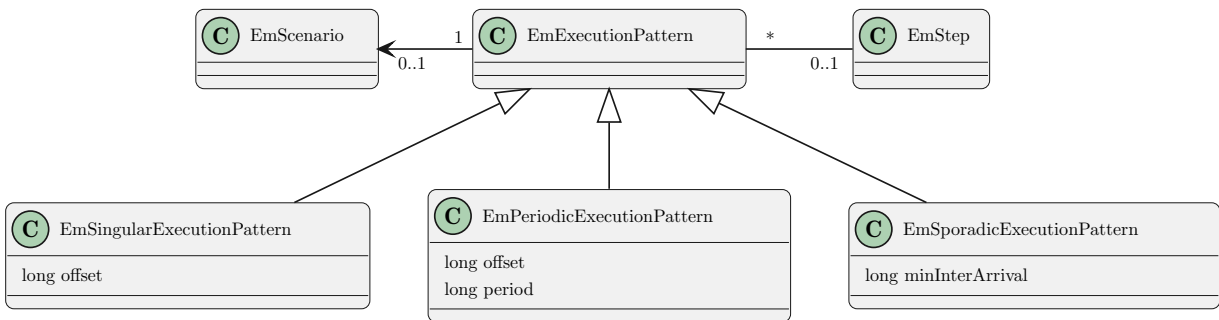 C EmScenario
1
0..1
C EmExecutionPattern
*
0..1
C EmStep
C EmSingularExecutionPattern
long offset
C EmPeriodicExecutionPattern
long offset
long period
C EmSporadicExecutionPattern
long minInterArrival